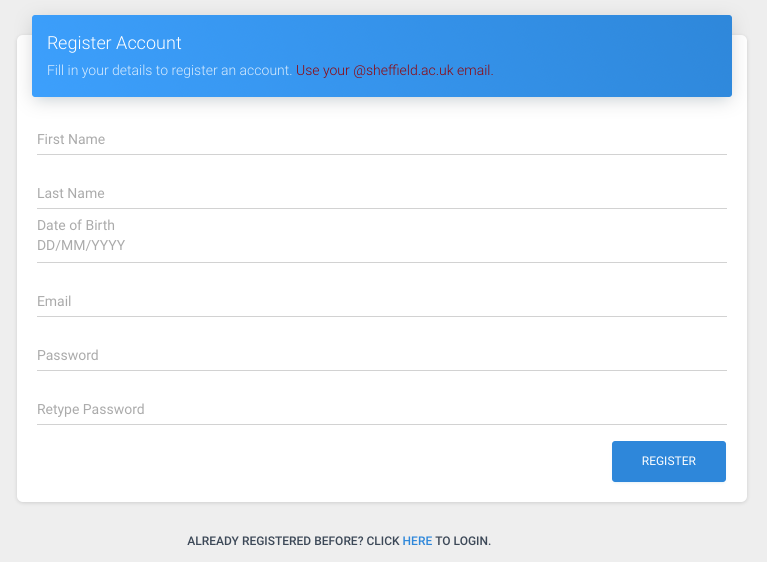 Register Account
Fill in your details to register an account. Use your @sheffield.ac.uk email.
First Name
Last Name
Date of Birth
DD/MM/YYYY
Email
Password
Retype Password
REGISTER
ALREADY REGISTERED BEFORE? CLICK HERE TO LOGIN.